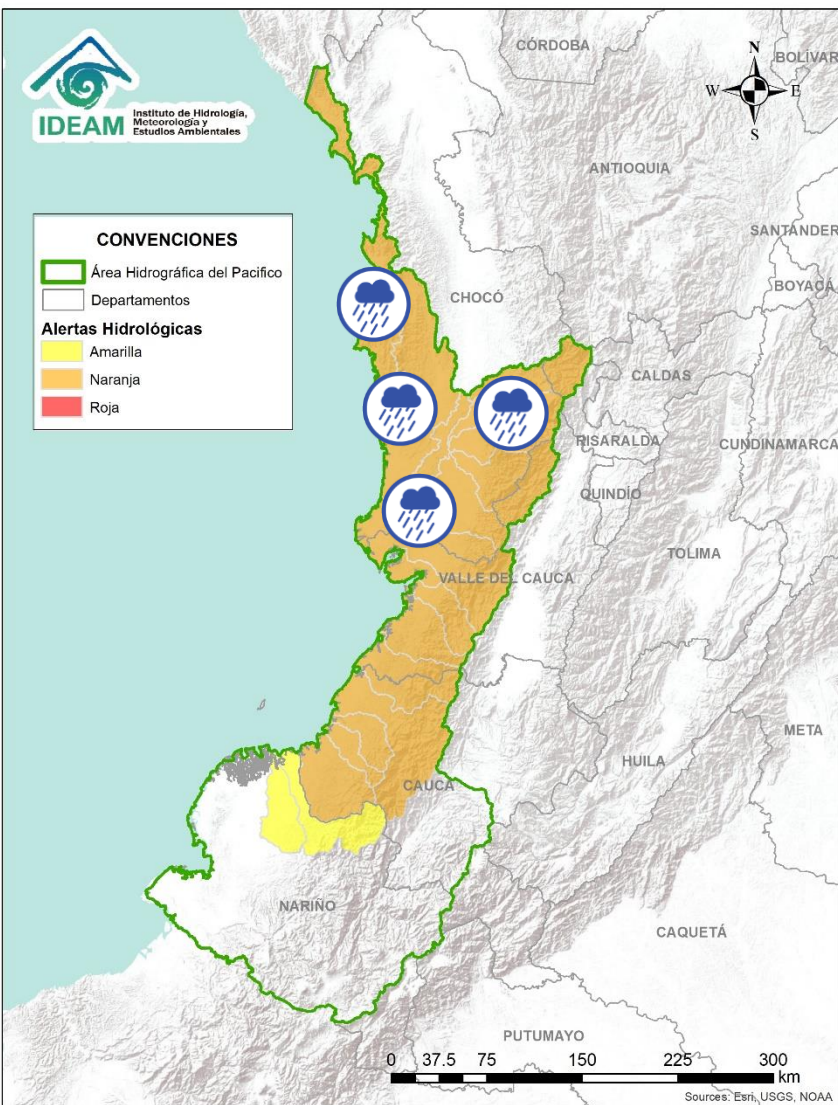 IDEAM
Instituto de Hidrología,
Meteorología y
Estudios Ambientales
CÓRDOBA
BOLÍVAR
N
W
E
S
ANTIOQUIA
SANTANDER
BOYACÁ
CONVENCIONES
Área Hidrográfica del Pacifico
Departamentos
Alertas Hidrológicas
Amarilla
Naranja
Roja
CHOCÓ
CALDAS
RISARALDA
CUNDINAMARCA
QUINDÍO
TOLIMA
VALLE DEL CAUCA
META
HUILA
CAUCA
NARIÑO
CAQUETÁ
PUTUMAYO
0 37.5 75 150 225 300
km
Sources: Esri, USGS, NOAA